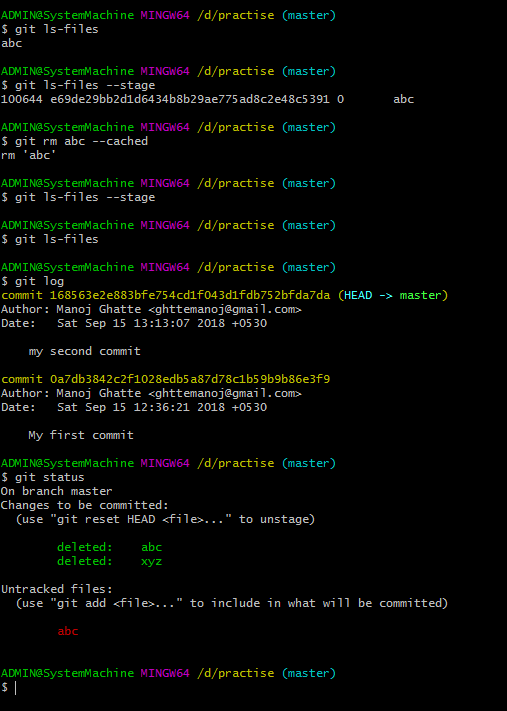 ADMIN@SystemMachine MINGW64 /d/practise (master)
$ git ls-files
abc
ADMIN@SystemMachine MINGW64 /d/practise (master)
$ git ls-files --stage
100644 e69de29bb2d1d6434b8b29ae775ad8c2e48c5391 0       abc
ADMIN@SystemMachine MINGW64 /d/practise (master)
$ git rm abc --cached
rm 'abc'
ADMIN@SystemMachine MINGW64 /d/practise (master)
$ git ls-files --stage
ADMIN@SystemMachine MINGW64 /d/practise (master)
$ git ls-files
ADMIN@SystemMachine MINGW64 /d/practise (master)
$ git log
commit 168563e2e883bfe754cd1f043d1fdb752bfda7da (HEAD -> master)
Author: Manoj Ghatte <ghttemanoj@gmail.com>
Date:   Sat Sep 15 13:13:07 2018 +0530
my second commit
commit 0a7db3842c2f1028edb5a87d78c1b59b9b86e3f9
Author: Manoj Ghatte <ghttemanoj@gmail.com>
Date:   Sat Sep 15 12:36:21 2018 +0530
My first commit
ADMIN@SystemMachine MINGW64 /d/practise (master)
$ git status
On branch master
Changes to be committed:
(use "git reset HEAD <file>..." to unstage)
deleted:    abc
deleted:    xyz
Untracked files:
(use "git add <file>..." to include in what will be committed)
abc
ADMIN@SystemMachine MINGW64 /d/practise (master)
$